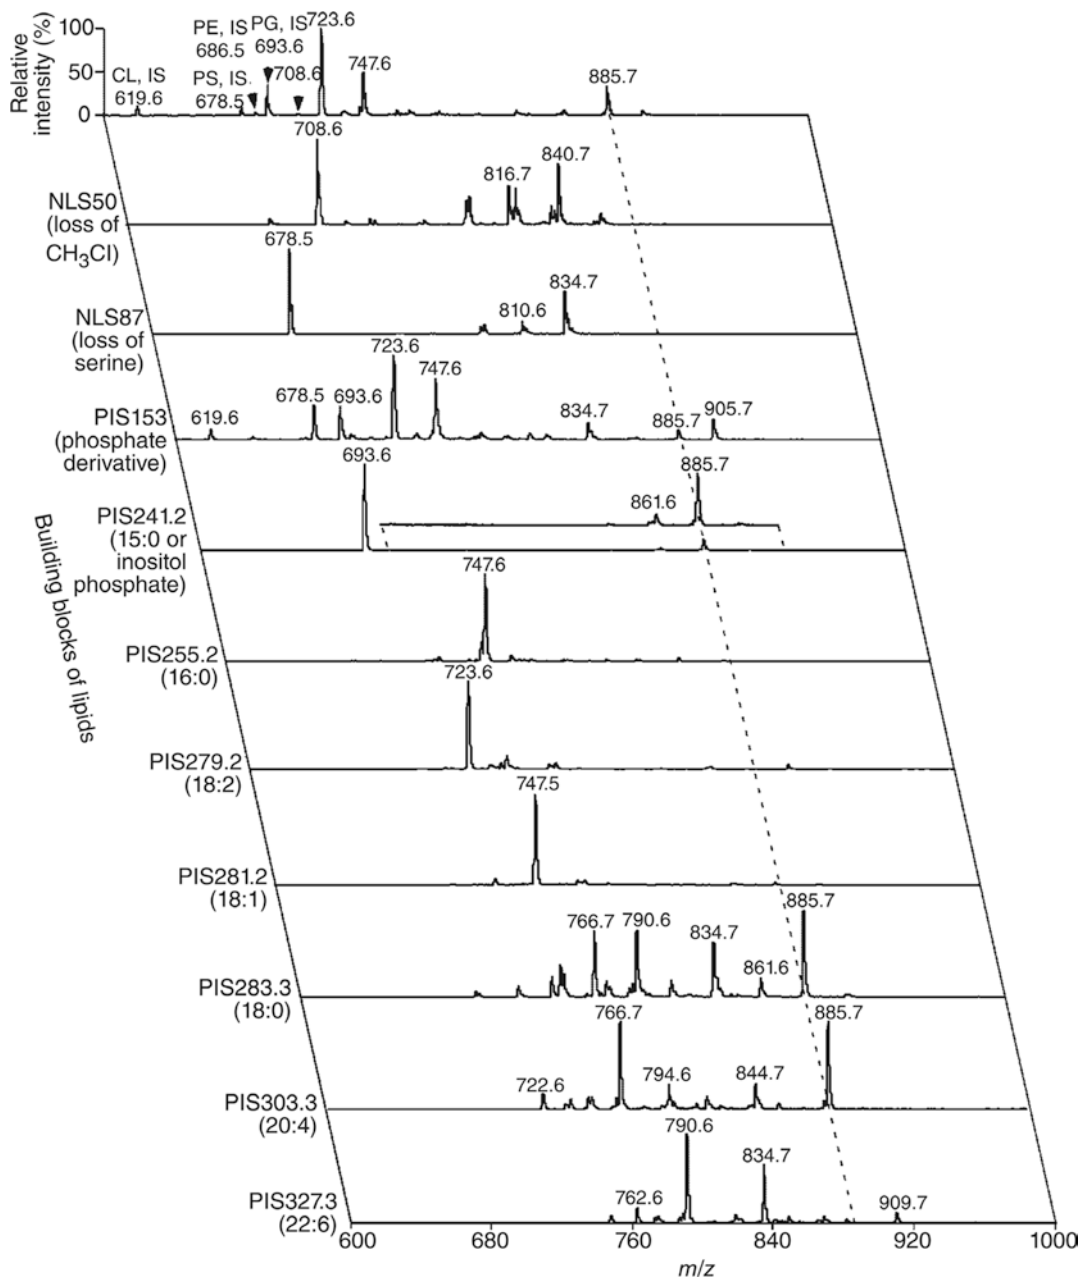 Relative
intensity (%)
100
50
0
CL, IS
619.6
PE, IS
686.5
PS, IS
678.5
PG, IS
693.6
708.6
723.6
747.6
885.7
NLS50
(loss of
CH₃Cl)
708.6
816.7
840.7
NLS87
(loss of
serine)
678.5
810.6
834.7
PIS153
(phosphate
derivative)
619.6
678.5
693.6
723.6
747.6
834.7
885.7
905.7
PIS241.2
(15:0 or
inositol
phosphate)
693.6
861.6
885.7
Building blocks of lipids
PIS255.2
(16:0)
747.6
PIS279.2
(18:2)
723.6
PIS281.2
(18:1)
747.5
PIS283.3
(18:0)
766.7
790.6
834.7
861.6
885.7
PIS303.3
(20:4)
722.6
766.7
794.6
844.7
885.7
PIS327.3
(22:6)
762.6
790.6
834.7
909.7
600
680
760
840
920
1000
m/z